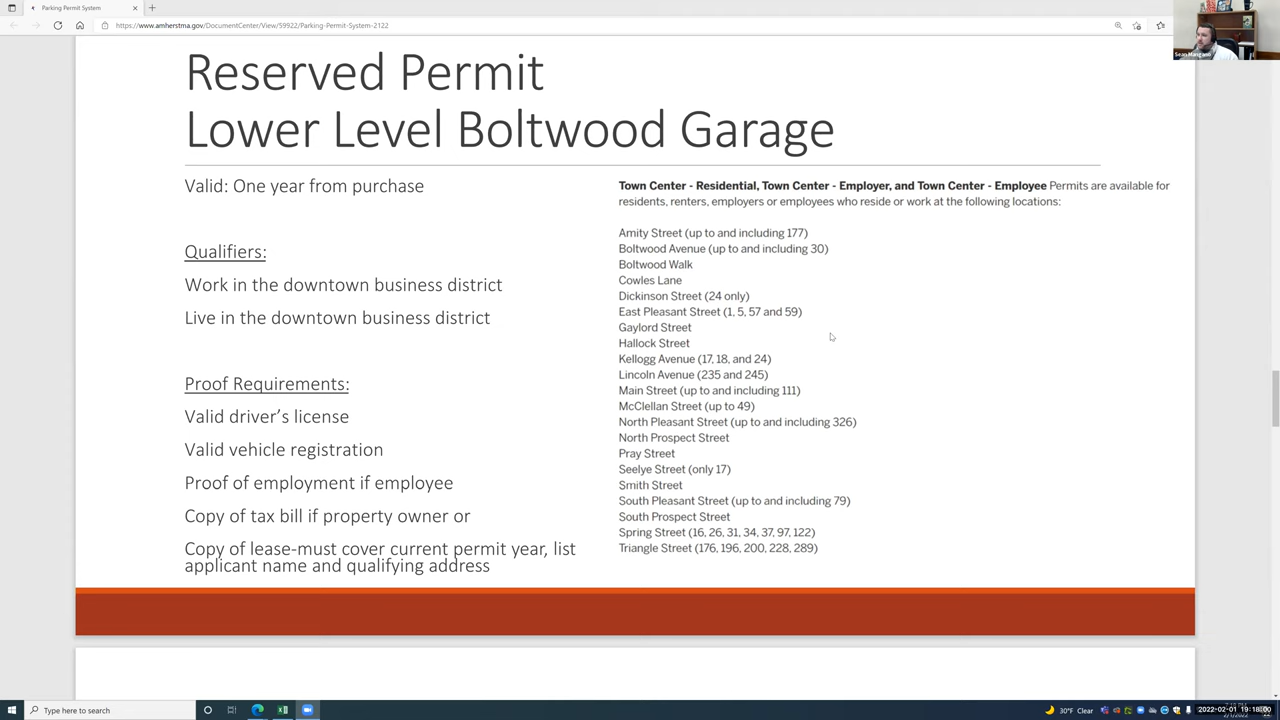 Parking Permit System
https://www.amherstma.gov/DocumentCenter/View/59922/Parking-Permit-System-2122
Sean Mangano
Reserved Permit
Lower Level Boltwood Garage
Valid: One year from purchase
Qualifiers:
Work in the downtown business district
Live in the downtown business district
Proof Requirements:
Valid driver's license
Valid vehicle registration
Proof of employment if employee
Copy of tax bill if property owner or
Copy of lease-must cover current permit year, list
applicant name and qualifying address
Town Center - Residential, Town Center - Employer, and Town Center - Employee Permits are available for
residents, renters, employers or employees who reside or work at the following locations:
Amity Street (up to and including 177)
Boltwood Avenue (up to and including 30)
Boltwood Walk
Cowles Lane
Dickinson Street (24 only)
East Pleasant Street (1, 5, 57 and 59)
Gaylord Street
Hallock Street
Kellogg Avenue (17, 18, and 24)
Lincoln Avenue (235 and 245)
Main Street (up to and including 111)
McClellan Street (up to 49)
North Pleasant Street (up to and including 326)
North Prospect Street
Pray Street
Seelye Street (only 17)
Smith Street
South Pleasant Street (up to and including 79)
South Prospect Street
Spring Street (16, 26, 31, 34, 37, 97, 122)
Triangle Street (176, 196, 200, 228, 289)
Type here to search
30°F Clear
2022-02-01 19:18:00
2/1/2022